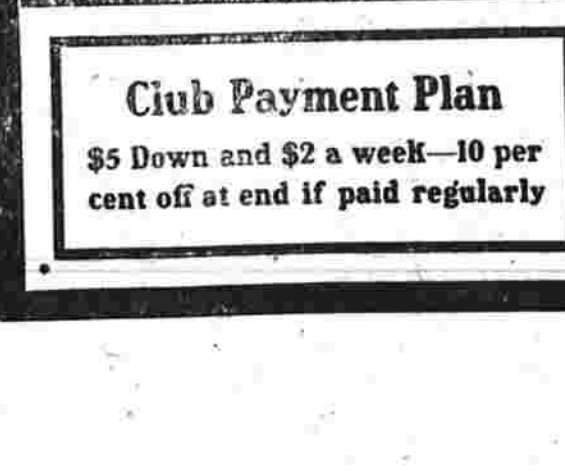 Club Payment Plan
$5 Down and $2 a week—10 per
cent off at end if paid regularly